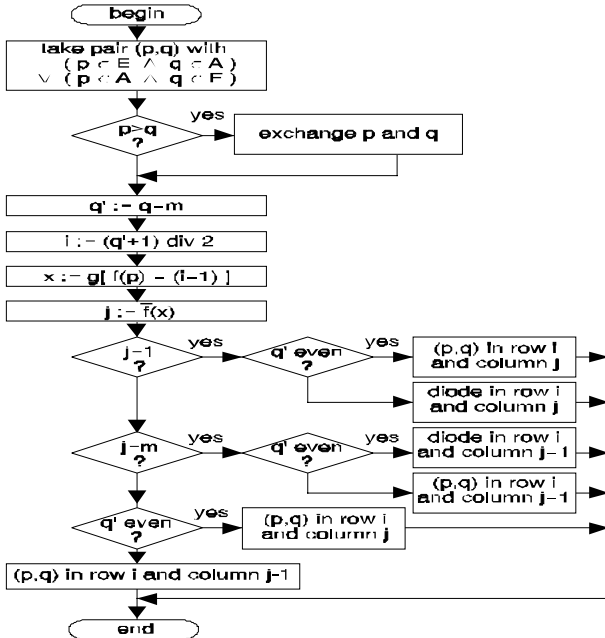 begin
take pair (p,q) with
( p ∈ E ∧ q ∈ A )
∨ ( p ∈ A ∧ q ∈ F )
p>q
?
yes
exchange p and q
q' := q-m
i := (q'+1) div 2
x := g[ f(p) - (i-1) ]
j := f̅(x)
j=1
?
yes
q' even
?
yes
(p,q) in row i
and column j
diode in row i
and column j
j=m
?
yes
q' even
?
yes
diode in row i
and column j-1
(p,q) in row i
and column j-1
q' even
?
yes
(p,q) in row i
and column j
(p,q) in row i and column j-1
end